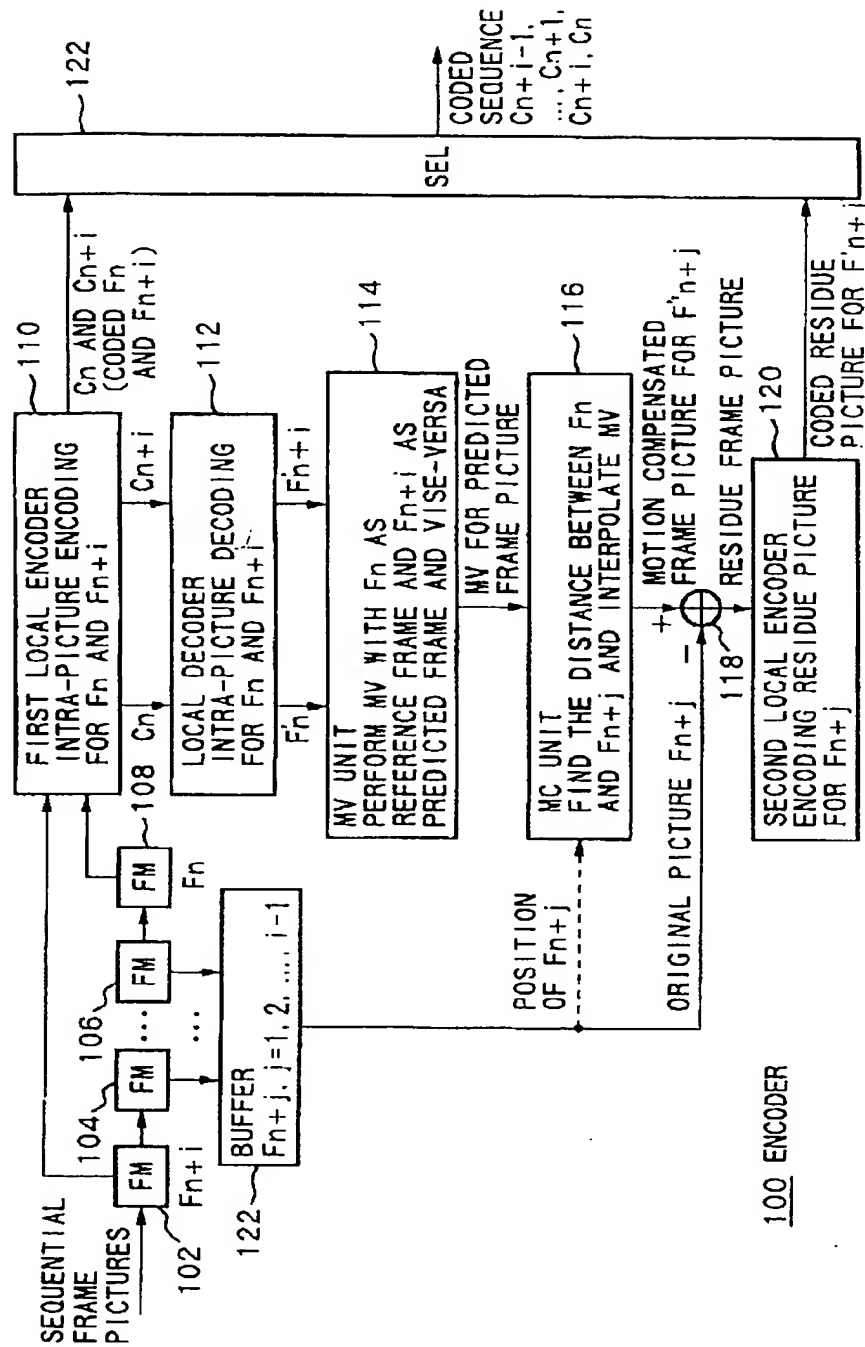 SEQUENTIAL
FRAME
PICTURES
102
FM
Fn+i
104
FM
...
106
FM
108
FM
Fn
...
BUFFER
Fn+j, j=1, 2, ..., i-1
122
110
FIRST LOCAL ENCODER
INTRA-PICTURE ENCODING
FOR Fn AND Fn+i
Cn AND Cn+i
(CODED Fn
AND Fn+i)
Cn
Cn+i
112
LOCAL DECODER
INTRA-PICTURE DECODING
FOR Fn AND Fn+i
F'n
F'n+i
114
MV UNIT
PERFORM MV WITH Fn AS
REFERENCE FRAME AND Fn+i AS
PREDICTED FRAME AND VISE-VERSA
MV FOR PREDICTED
FRAME PICTURE
116
MC UNIT
FIND THE DISTANCE BETWEEN Fn
AND Fn+j AND INTERPOLATE MV
POSITION
OF Fn+j
MOTION COMPENSATED
FRAME PICTURE FOR F'n+j
+
-
118
ORIGINAL PICTURE Fn+j
RESIDUE FRAME PICTURE
120
SECOND LOCAL ENCODER
ENCODING RESIDUE PICTURE
FOR Fn+j
CODED RESIDUE
PICTURE FOR F'n+j
SEL
122
CODED
SEQUENCE
Cn+i-1,
..., Cn+1,
Cn+i, Cn
100 ENCODER